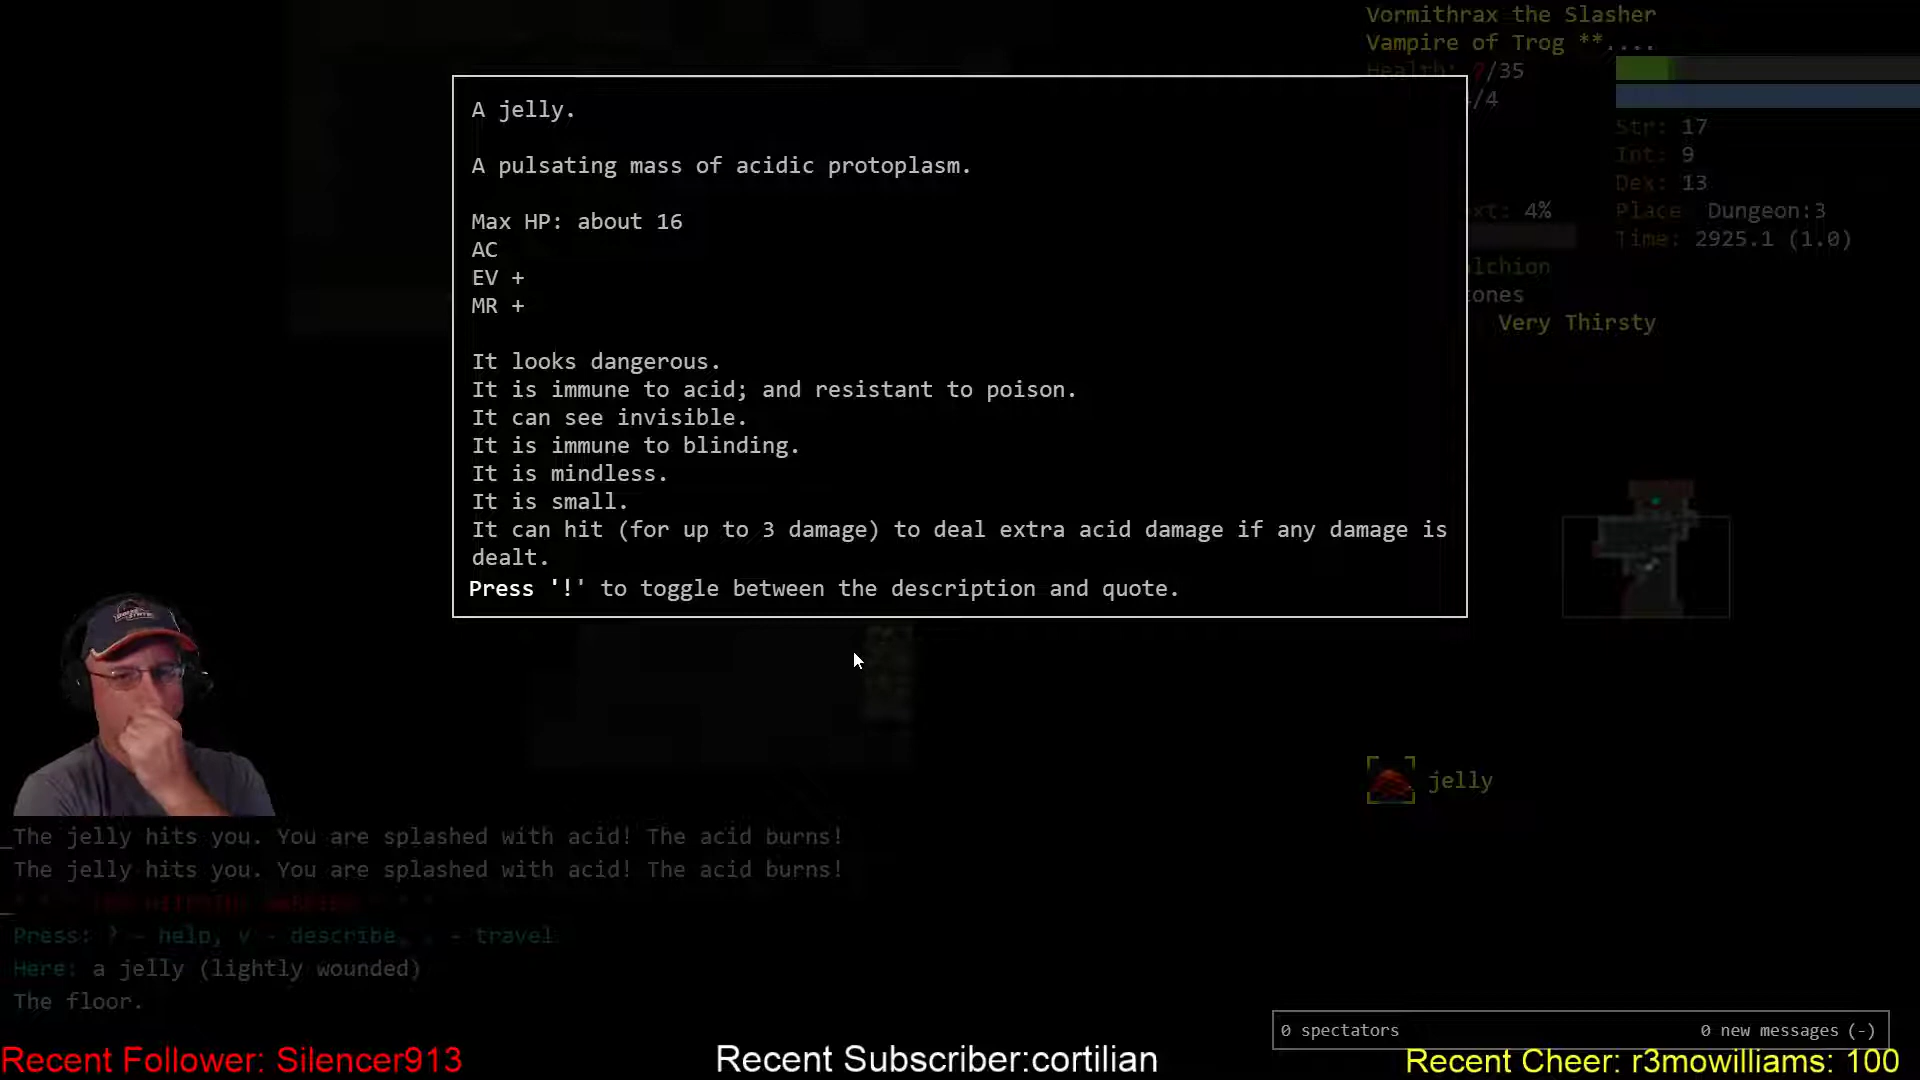 Vormithrax the Slasher
Vampire of Trog **....
Health: ?/35
/4
Str: 17
Int: 9
Dex: 13
xt: 4% Place Dungeon:3
Time: 2925.1 (1.0)
lchion
tones
Very Thirsty
A jelly.
A pulsating mass of acidic protoplasm.
Max HP: about 16
AC
EV +
MR +
It looks dangerous.
It is immune to acid; and resistant to poison.
It can see invisible.
It is immune to blinding.
It is mindless.
It is small.
It can hit (for up to 3 damage) to deal extra acid damage if any damage is
dealt.
Press '!' to toggle between the description and quote.
jelly
_The jelly hits you. You are splashed with acid! The acid burns!
The jelly hits you. You are splashed with acid! The acid burns!
Press: ? - help, v - describe, . - travel
Here: a jelly (lightly wounded)
The floor.
0 spectators 0 new messages (-)
Recent Follower: Silencer913
Recent Subscriber:cortilian
Recent Cheer: r3mowilliams: 100